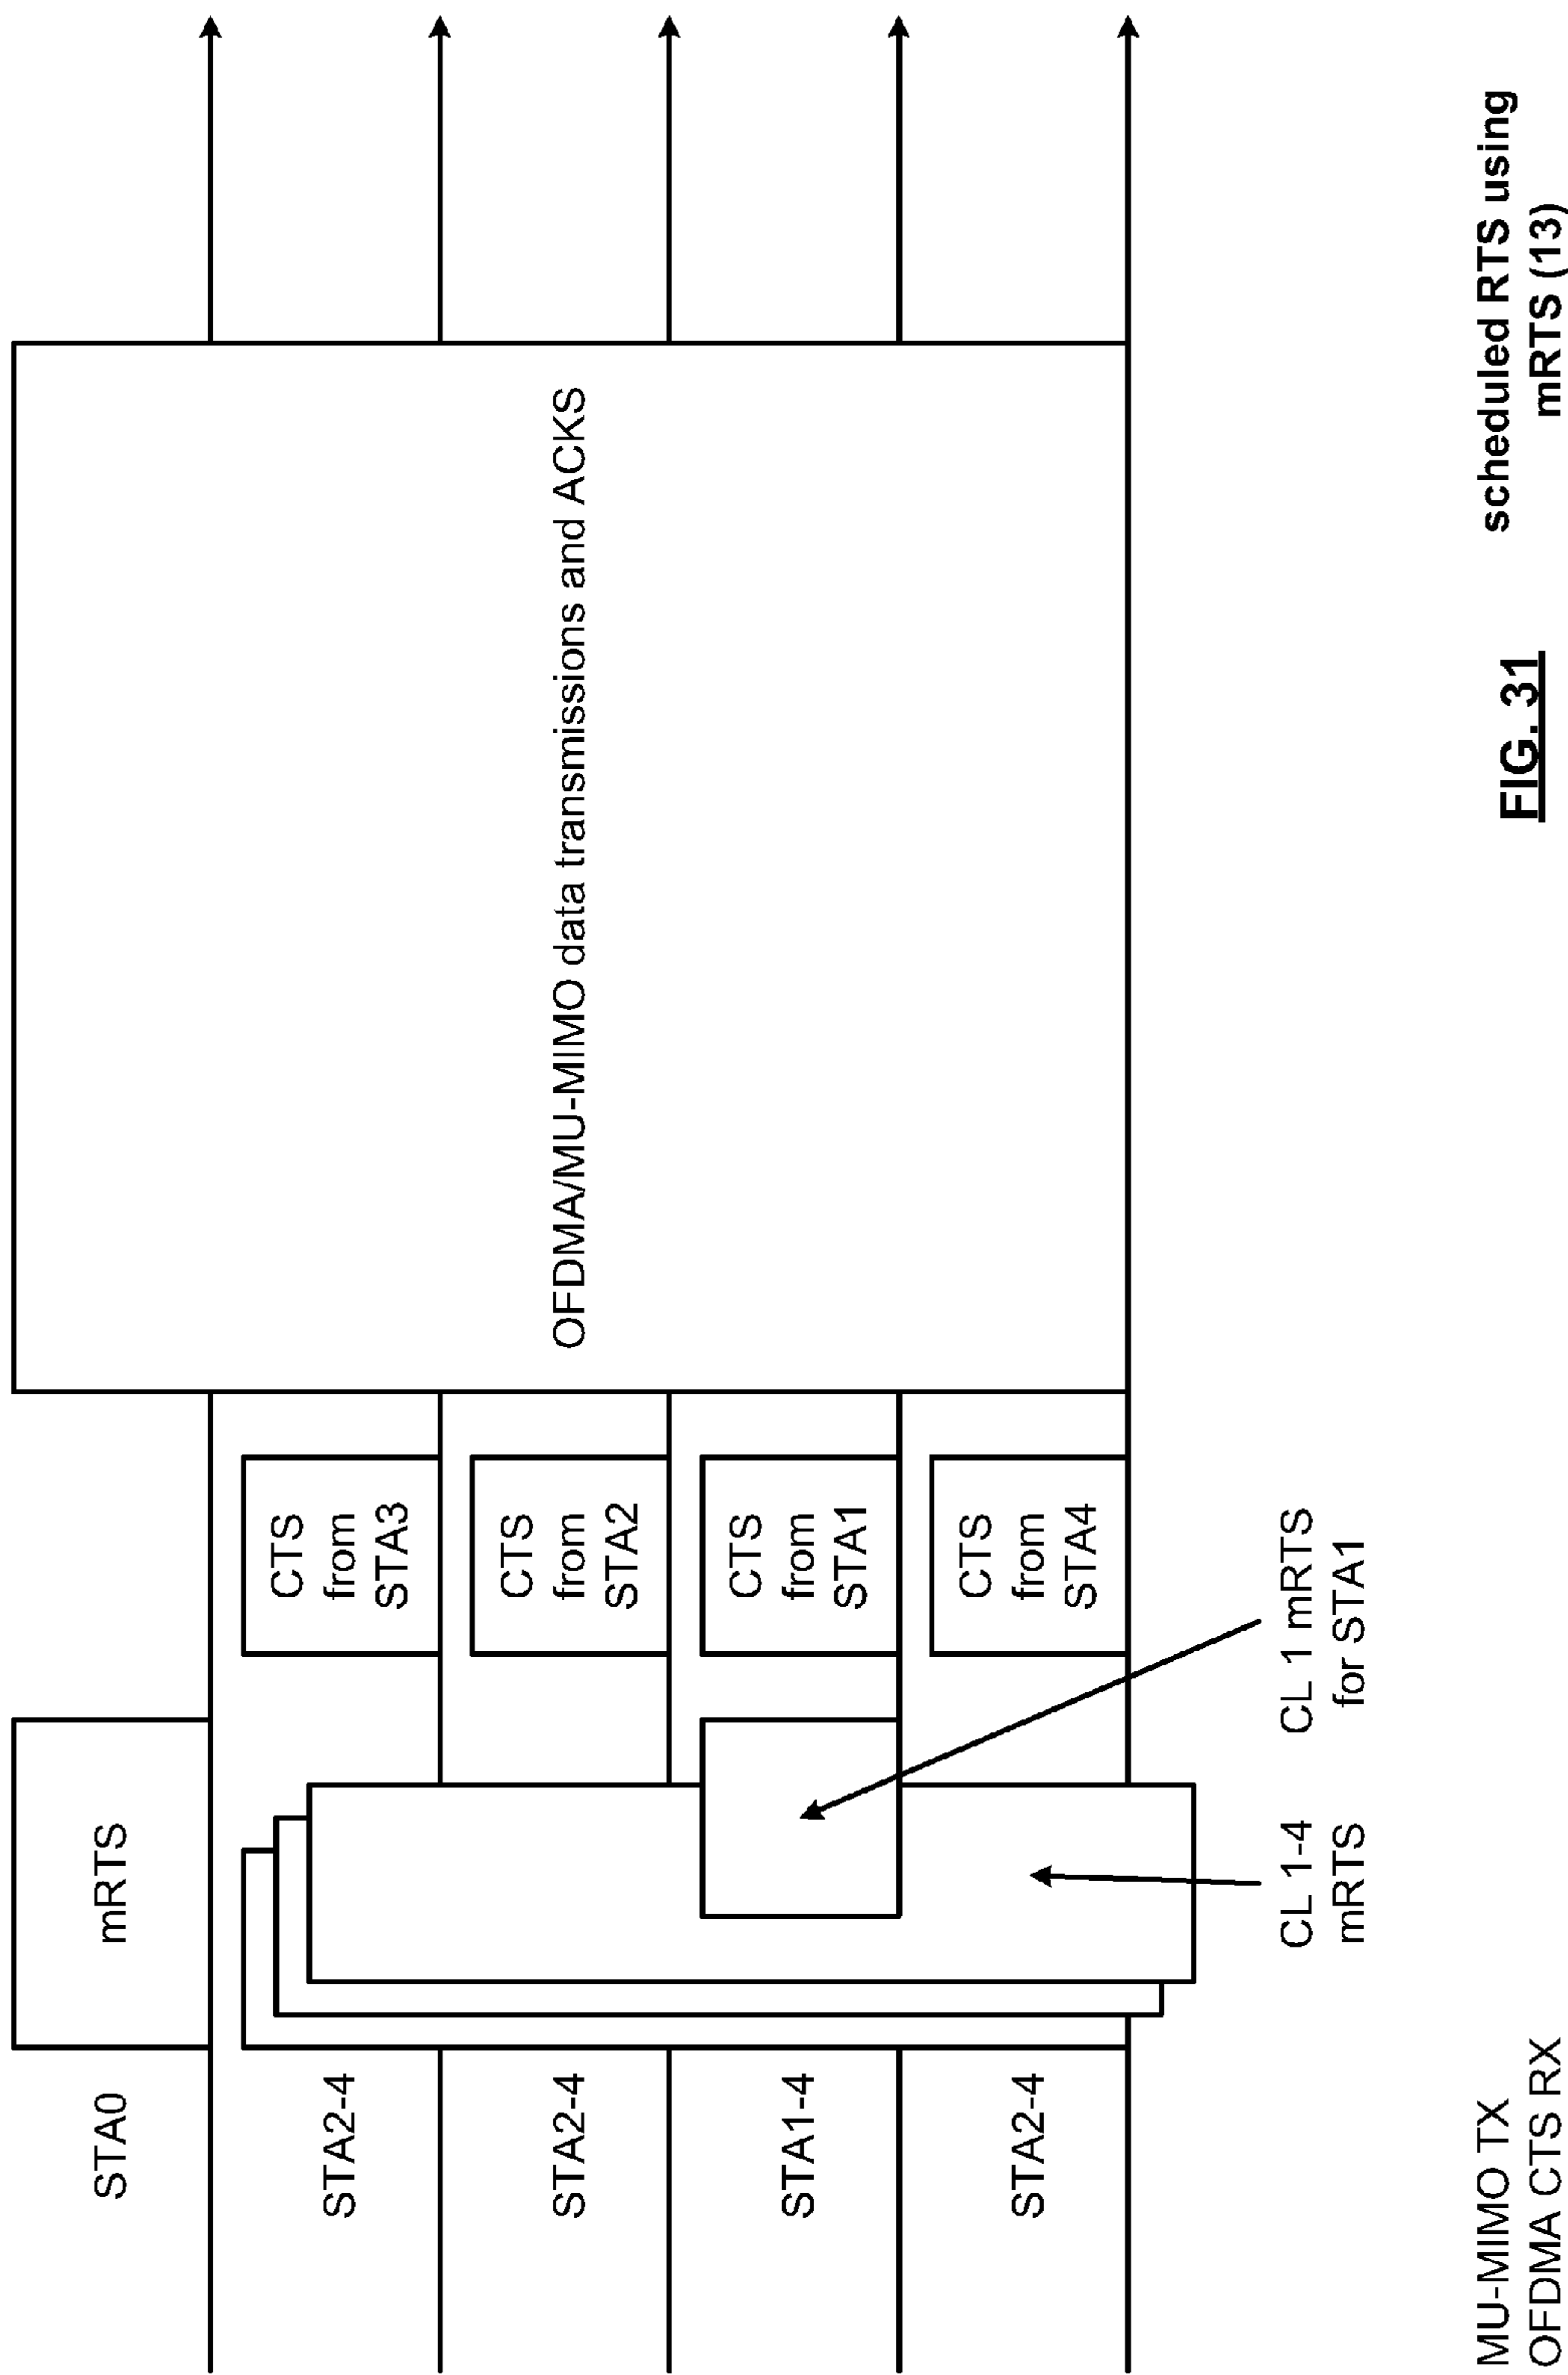 STA0
mRTS
STA2-4
CTS
from
STA3
STA2-4
CTS
from
STA2
STA1-4
CTS
from
STA1
STA2-4
CTS
from
STA4
OFDMA/MU-MIMO data transmissions and ACKS
CL 1-4
mRTS
CL 1 mRTS
for STA1
MU-MIMO TX
OFDMA CTS RX
FIG. 31
scheduled RTS using
mRTS (13)